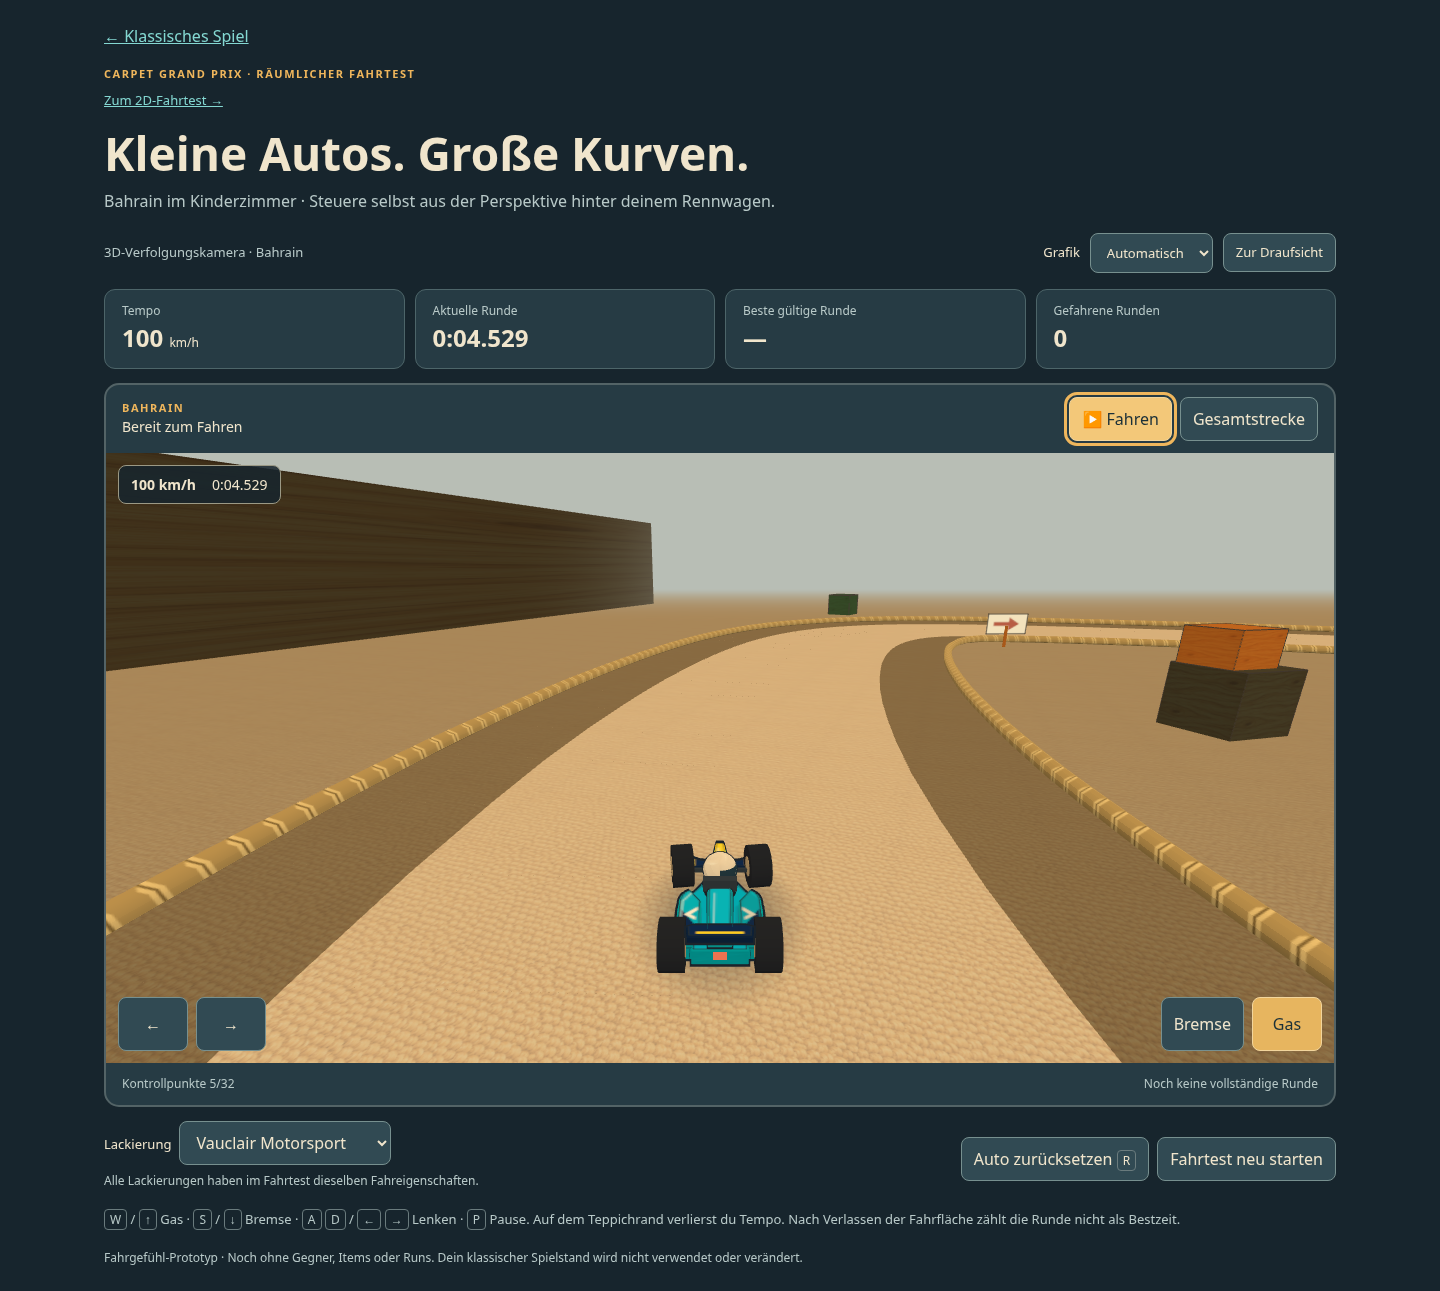 ← Klassisches Spiel
CARPET GRAND PRIX · RÄUMLICHER FAHRTEST
Zum 2D-Fahrtest →
Kleine Autos. Große Kurven.
Bahrain im Kinderzimmer · Steuere selbst aus der Perspektive hinter deinem Rennwagen.
3D-Verfolgungskamera · Bahrain
Grafik Automatisch Zur Draufsicht
Tempo
100 km/h
Aktuelle Runde
0:04.529
Beste gültige Runde
—
Gefahrene Runden
0
BAHRAIN
Bereit zum Fahren
▶ Fahren Gesamtstrecke
100 km/h 0:04.529
← →
Bremse Gas
Kontrollpunkte 5/32
Noch keine vollständige Runde
Lackierung Vauclair Motorsport
Alle Lackierungen haben im Fahrtest dieselben Fahreigenschaften.
Auto zurücksetzen R Fahrtest neu starten
W / ↑ Gas · S / ↓ Bremse · A D / ← → Lenken · P Pause. Auf dem Teppichrand verlierst du Tempo. Nach Verlassen der Fahrfläche zählt die Runde nicht als Bestzeit.
Fahrgefühl-Prototyp · Noch ohne Gegner, Items oder Runs. Dein klassischer Spielstand wird nicht verwendet oder verändert.